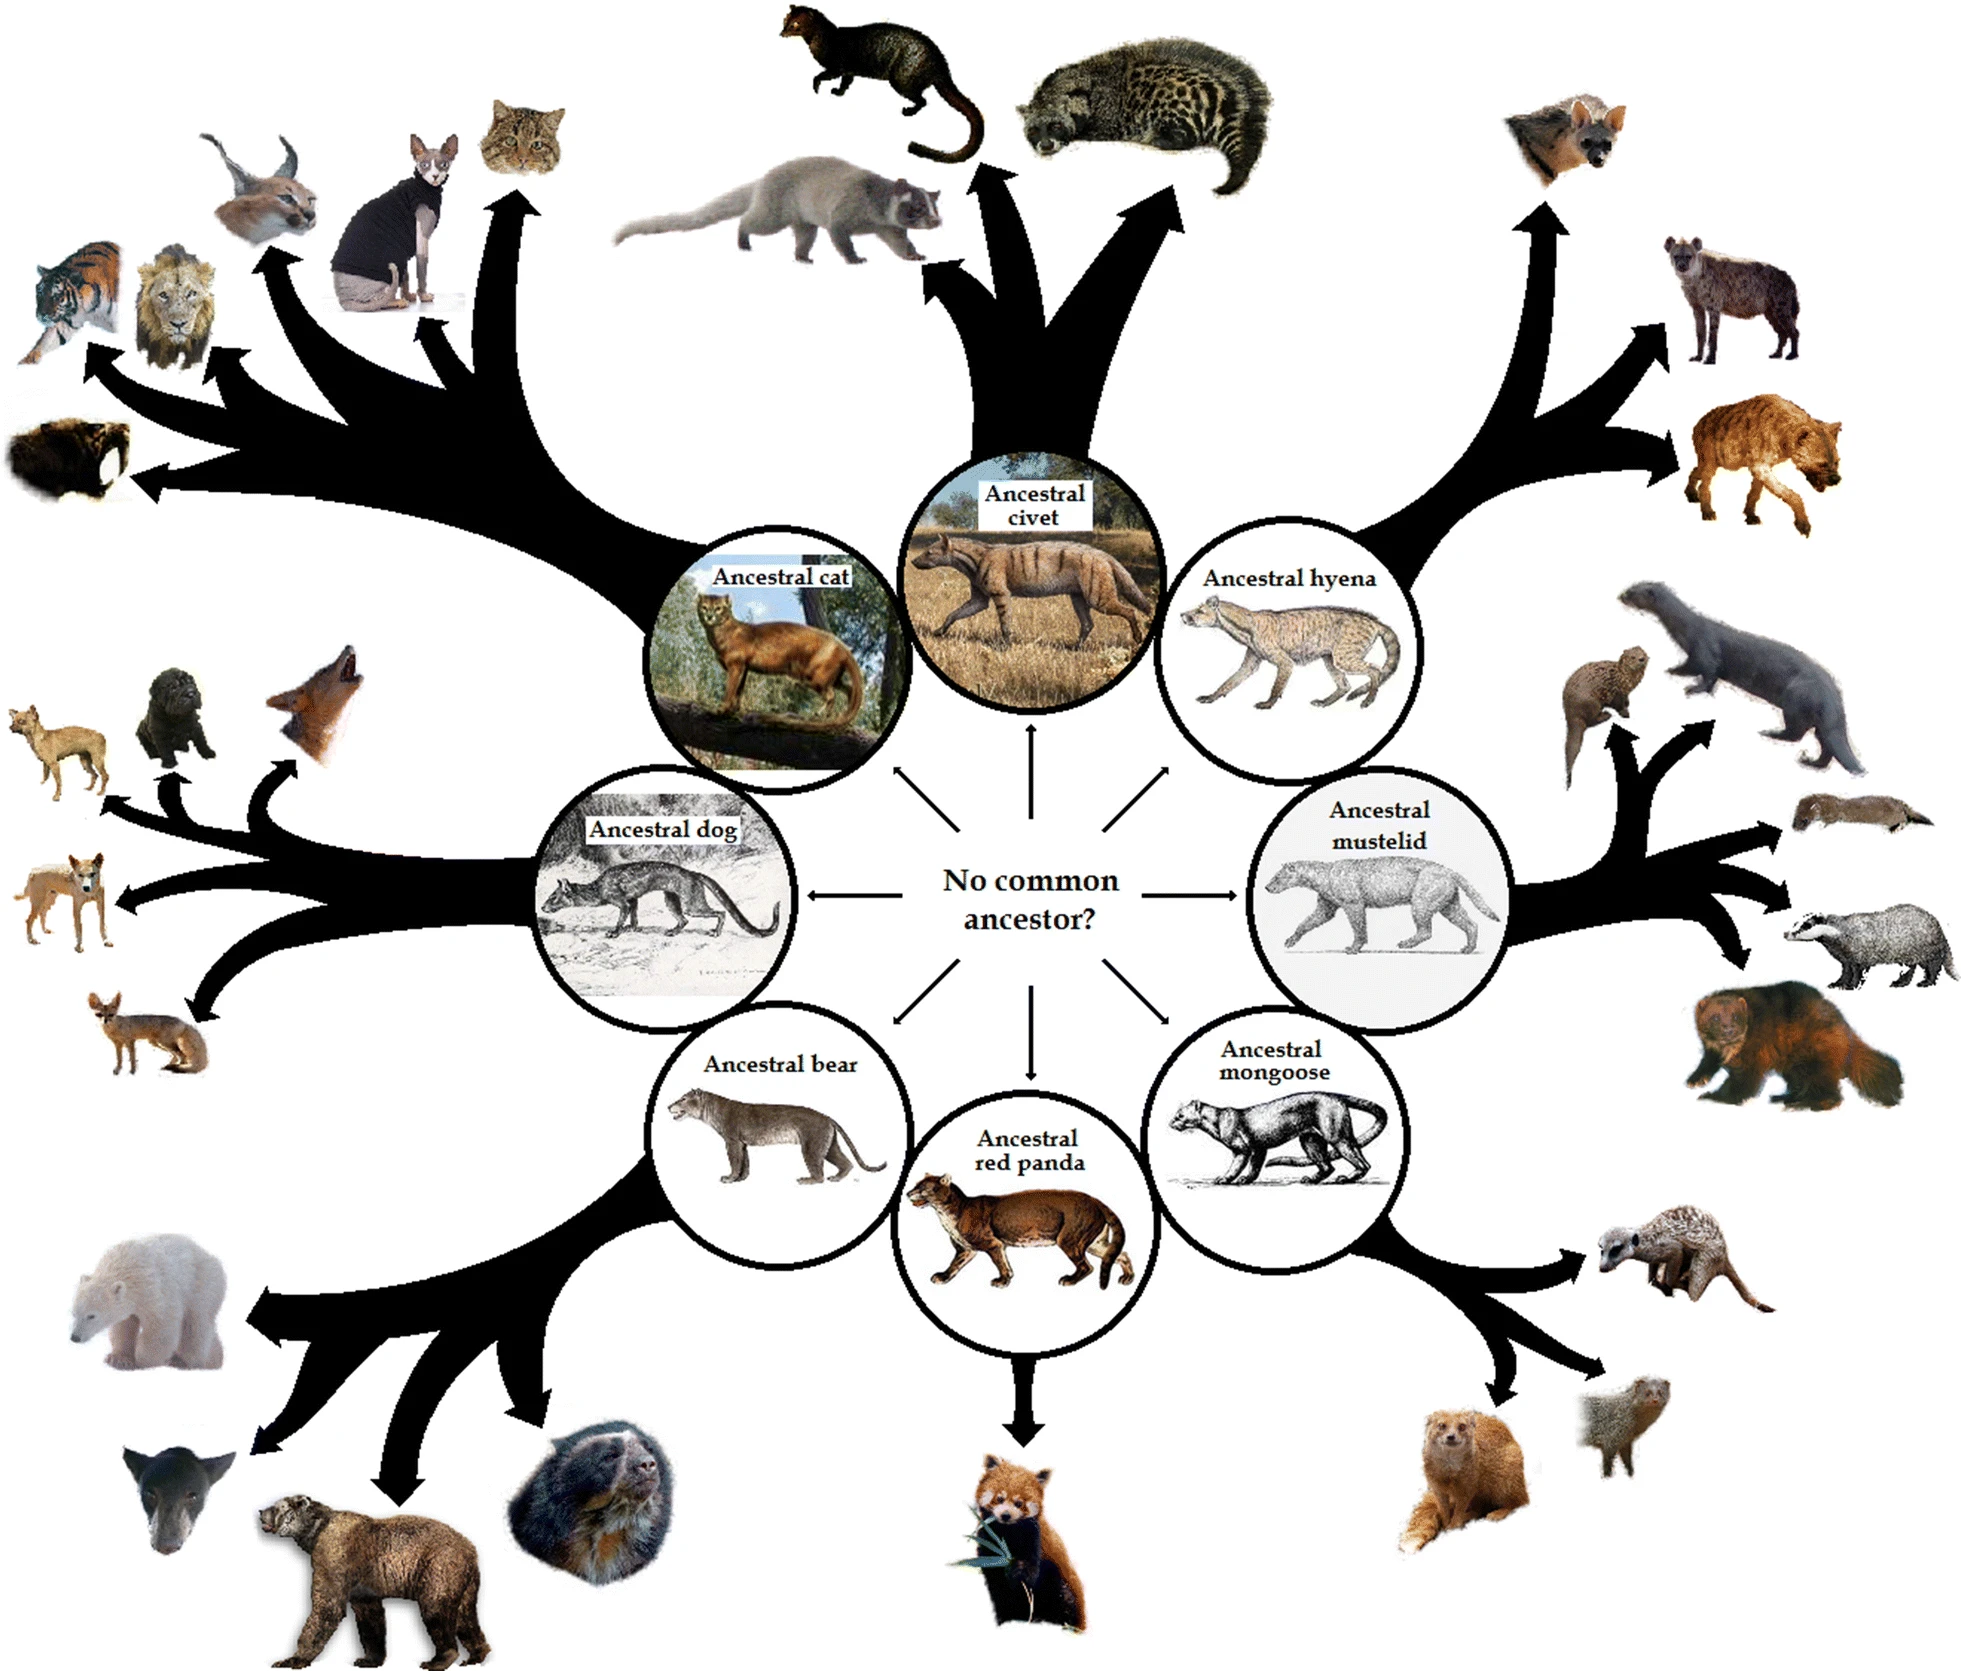 Ancestral
civet
Ancestral cat
Ancestral hyena
Ancestral dog
Ancestral
mustelid
No common
ancestor?
Ancestral bear
Ancestral
mongoose
Ancestral
red panda